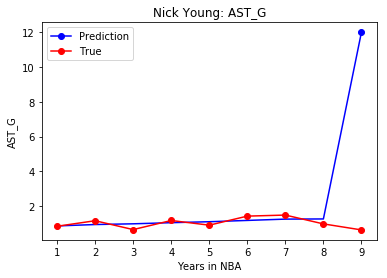 Nick Young: AST_G
Prediction
True
AST_G
12
10
8
6
4
2
1 2 3 4 5 6 7 8 9
Years in NBA